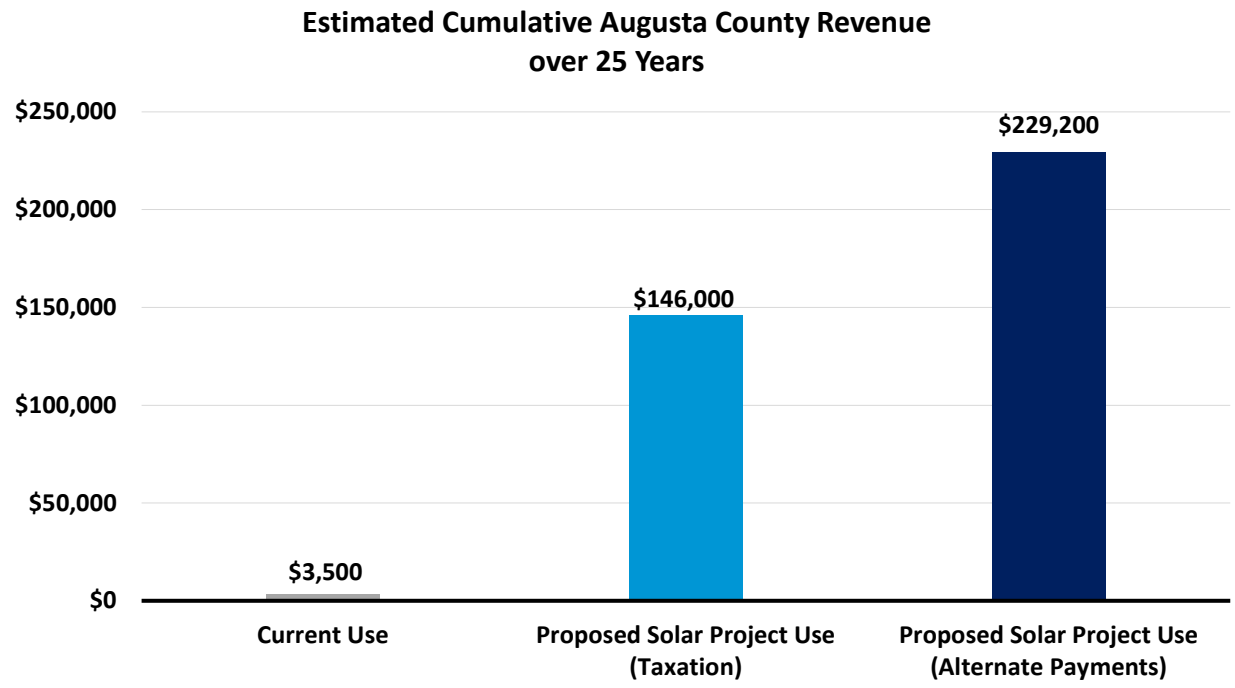 Estimated Cumulative Augusta County Revenue
over 25 Years
$250,000
$200,000
$150,000
$100,000
$50,000
$0
$3,500
$146,000
$229,200
Current Use
Proposed Solar Project Use
(Taxation)
Proposed Solar Project Use
(Alternate Payments)